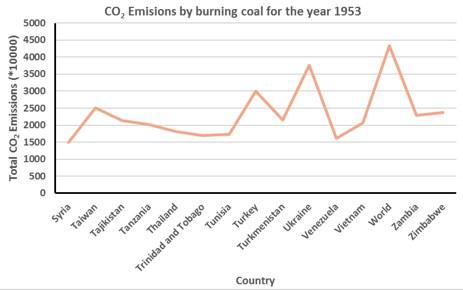 CO2 Emisions by burning coal for the year 1953
Total CO2 Emissions (*10000)
5000
4500
4000
3500
3000
2500
2000
1500
1000
500
0
Syria
Taiwan
Tajikistan
Tanzania
Thailand
Trinidad and Tobago
Tunisia
Turkey
Turkmenistan
Ukraine
Venezuela
Vietnam
World
Zambia
Zimbabwe
Country